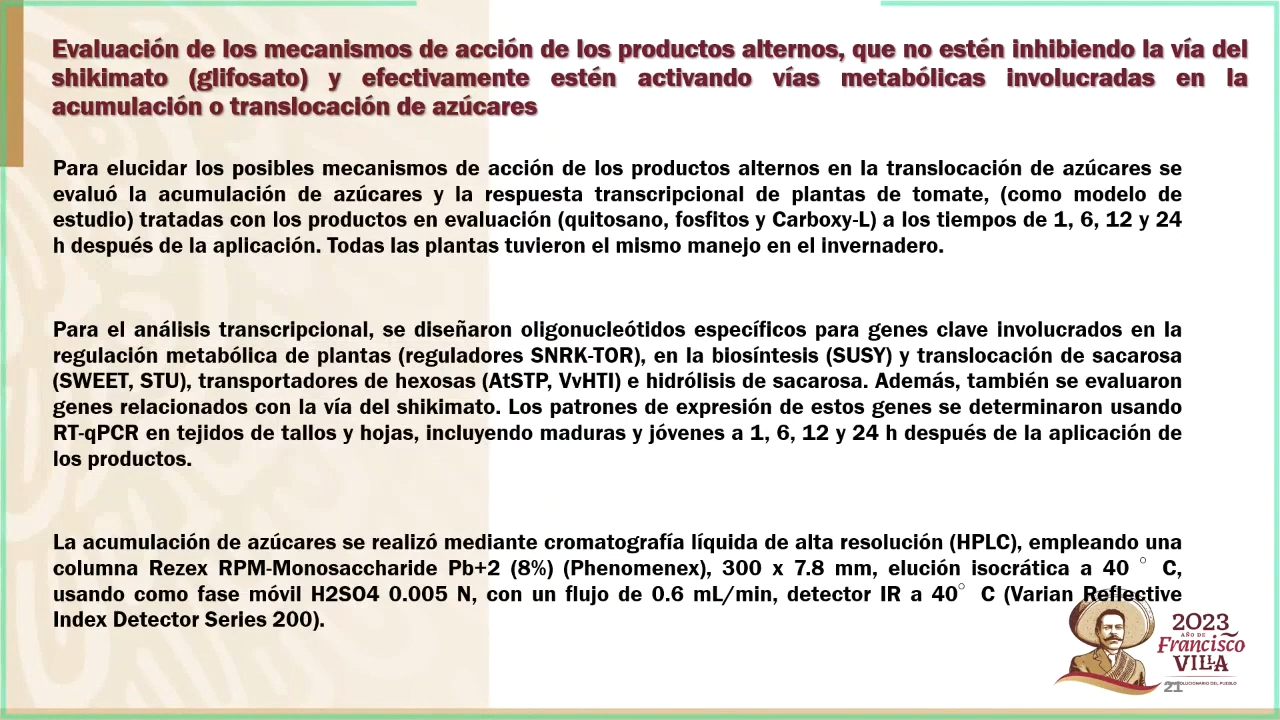 Evaluación de los mecanismos de acción de los productos alternos, que no estén inhibiendo la vía del
shikimato (glifosato) y efectivamente estén activando vías metabólicas involucradas en la
acumulación o translocación de azúcares
Para elucidar los posibles mecanismos de acción de los productos alternos en la translocación de azúcares se
evaluó la acumulación de azúcares y la respuesta transcripcional de plantas de tomate, (como modelo de
estudio) tratadas con los productos en evaluación (quitosano, fosfitos y Carboxy-L) a los tiempos de 1, 6, 12 y 24
h después de la aplicación. Todas las plantas tuvieron el mismo manejo en el invernadero.
Para el análisis transcripcional, se diseñaron oligonucleótidos específicos para genes clave involucrados en la
regulación metabólica de plantas (reguladores SNRK-TOR), en la biosíntesis (SUSY) y translocación de sacarosa
(SWEET, STU), transportadores de hexosas (AtSTP, VvHTI) e hidrólisis de sacarosa. Además, también se evaluaron
genes relacionados con la vía del shikimato. Los patrones de expresión de estos genes se determinaron usando
RT-qPCR en tejidos de tallos y hojas, incluyendo maduras y jóvenes a 1, 6, 12 y 24 h después de la aplicación de
los productos.
La acumulación de azúcares se realizó mediante cromatografía líquida de alta resolución (HPLC), empleando una
columna Rezex RPM-Monosaccharide Pb+2 (8%) (Phenomenex), 300 x 7.8 mm, elución isocrática a 40 ° C,
usando como fase móvil H2SO4 0.005 N, con un flujo de 0.6 mL/min, detector IR a 40° C (Varian Reflective
Index Detector Series 200).
2023
AÑO DE
Francisco
VILLA
REVOLUCIONARIO DEL PUEBLO
21